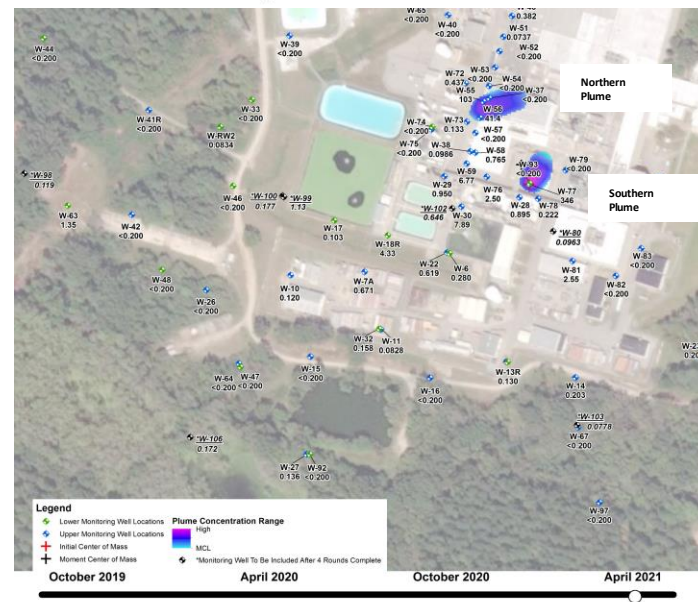 W-65
<0.200
W-40
<0.200
0.382
W-51
0.0737
W-44
<0.200
W-39
<0.200
W-52
<0.200
W-53
<0.200
W-72
0.437
W-54
<0.200
W-55
103
W-37
<0.200
Northern
Plume
W-56
41.4
W-33
<0.200
W-41R
<0.200
W-RW2
0.0834
W-74
<0.200
W-73
0.133
W-57
<0.200
W-75
<0.200
W-38
0.0986
W-58
0.765
W-93
<0.200
W-79
<0.200
*W-98
0.119
W-59
6.77
W-29
0.950
W-76
2.50
W-77
346
Southern
Plume
W-46
<0.200
*W-100
0.177
*W-99
1.13
W-63
1.35
W-42
<0.200
*W-102
0.646
W-30
7.89
W-28
0.895
W-78
0.222
W-17
0.103
W-18R
4.33
*W-80
0.0963
W-48
<0.200
W-22
0.619
W-6
0.280
W-83
<0.200
W-26
<0.200
W-10
0.120
W-7A
0.671
W-81
2.55
W-82
<0.200
W-32
0.158
W-11
0.0828
W-64
<0.200
W-47
<0.200
W-15
<0.200
W-16
<0.200
W-13R
0.130
W-14
0.203
*W-103
0.0778
W-67
<0.200
*W-106
0.172
W-27
0.136
W-92
<0.200
W-97
<0.200
Legend
Lower Monitoring Well Locations
Upper Monitoring Well Locations
Initial Center of Mass
Moment Center of Mass
Plume Concentration Range
High
MCL
*Monitoring Well To Be Included After 4 Rounds Complete
October 2019 April 2020 October 2020 April 2021